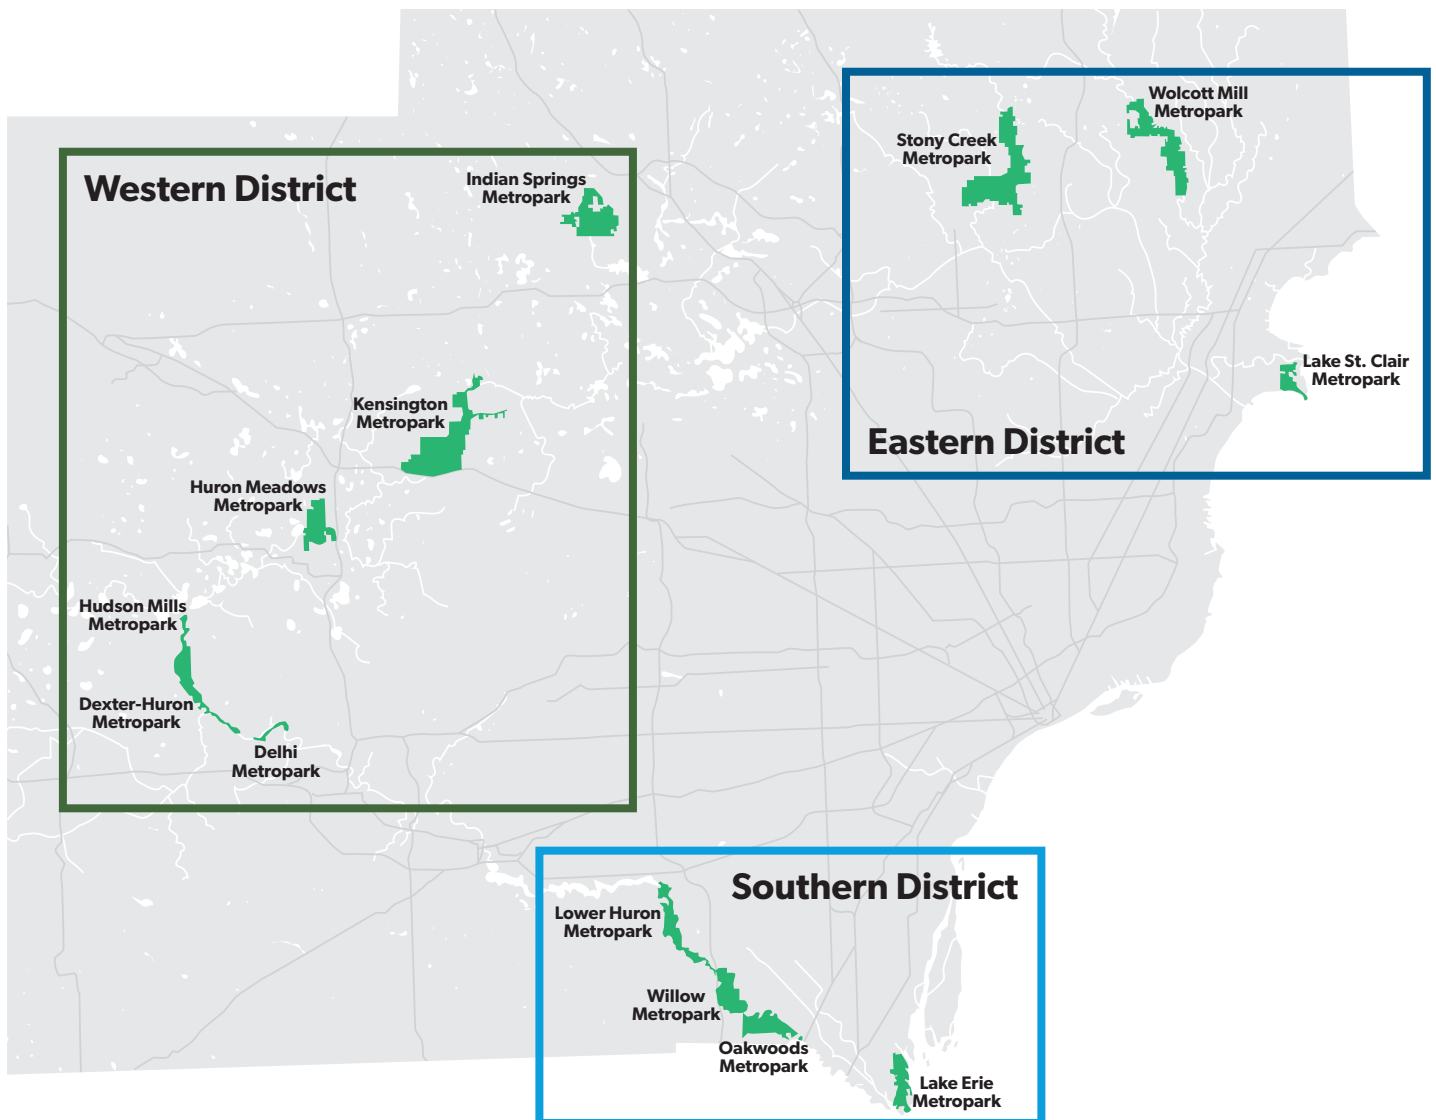 Western District
Indian Springs
Metropark
Kensington
Metropark
Huron Meadows
Metropark
Hudson Mills
Metropark
Dexter-Huron
Metropark
Delhi
Metropark
Stony Creek
Metropark
Wolcott Mill
Metropark
Lake St. Clair
Metropark
Eastern District
Southern District
Lower Huron
Metropark
Willow
Metropark
Oakwoods
Metropark
Lake Erie
Metropark